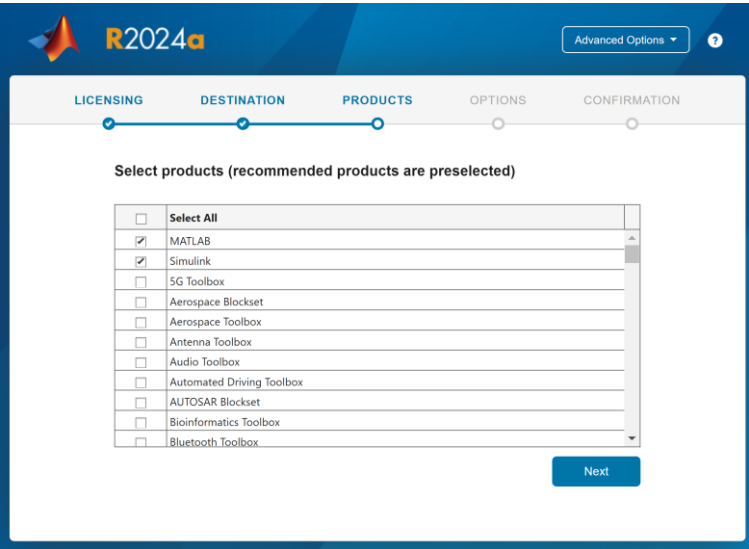 R2024a
Advanced Options
?
LICENSING DESTINATION PRODUCTS OPTIONS CONFIRMATION
Select products (recommended products are preselected)
Select All
MATLAB
Simulink
5G Toolbox
Aerospace Blockset
Aerospace Toolbox
Antenna Toolbox
Audio Toolbox
Automated Driving Toolbox
AUTOSAR Blockset
Bioinformatics Toolbox
Bluetooth Toolbox
Next